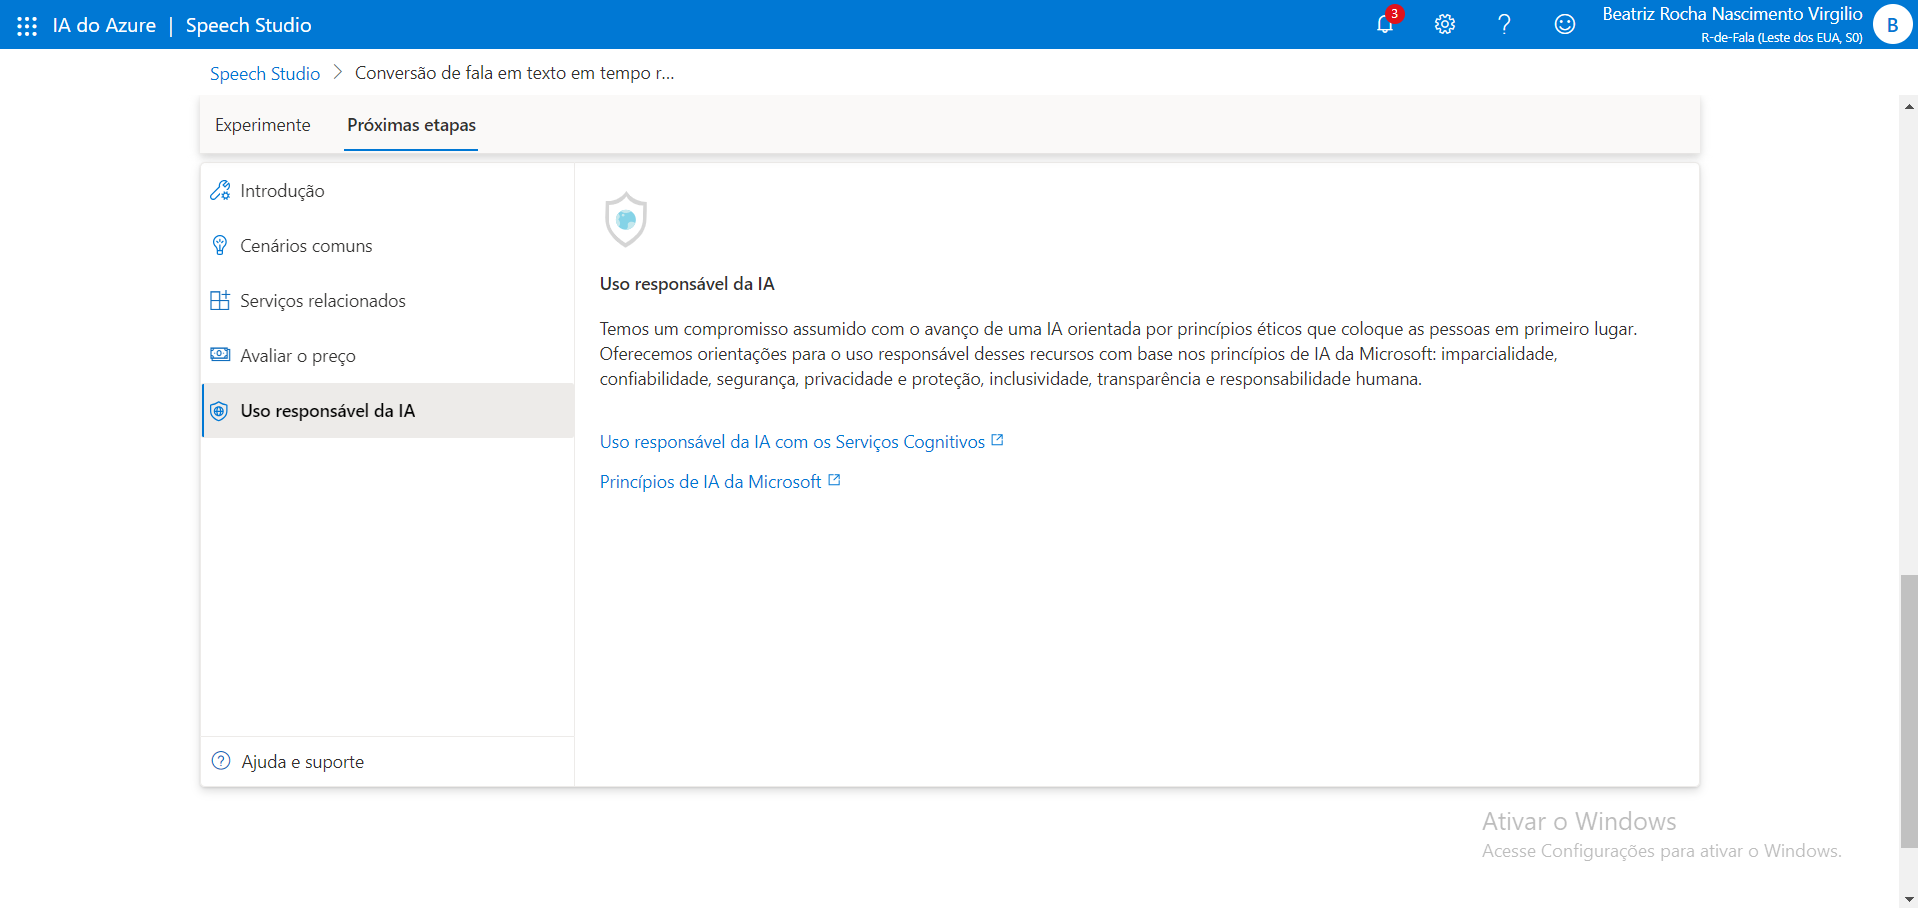 IA do Azure | Speech Studio
3
Beatriz Rocha Nascimento Virgilio
R-de-Fala (Leste dos EUA, S0)
B
Speech Studio > Conversão de fala em texto em tempo r...
Experimente
Próximas etapas
Introdução
Cenários comuns
Serviços relacionados
Avaliar o preço
Uso responsável da IA
Ajuda e suporte
Uso responsável da IA
Temos um compromisso assumido com o avanço de uma IA orientada por princípios éticos que coloque as pessoas em primeiro lugar.
Oferecemos orientações para o uso responsável desses recursos com base nos princípios de IA da Microsoft: imparcialidade,
confiabilidade, segurança, privacidade e proteção, inclusividade, transparência e responsabilidade humana.
Uso responsável da IA com os Serviços Cognitivos
Princípios de IA da Microsoft
Ativar o Windows
Acesse Configurações para ativar o Windows.